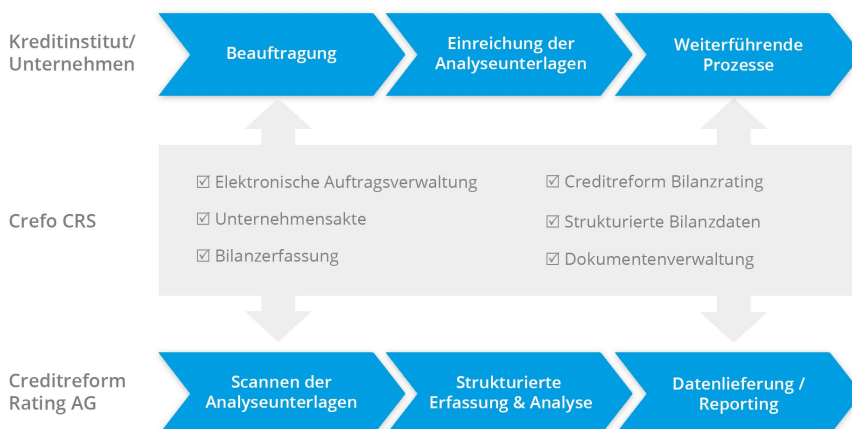 Kreditinstitut/
Unternehmen
Beauftragung
Einreichung der
Analyseunterlagen
Weiterführende
Prozesse
Crefo CRS
☑ Elektronische Auftragsverwaltung
☑ Unternehmensakte
☑ Bilanzerfassung
☑ Creditreform Bilanzrating
☑ Strukturierte Bilanzdaten
☑ Dokumentenverwaltung
Creditreform
Rating AG
Scannen der
Analyseunterlagen
Strukturierte
Erfassung & Analyse
Datenlieferung /
Reporting